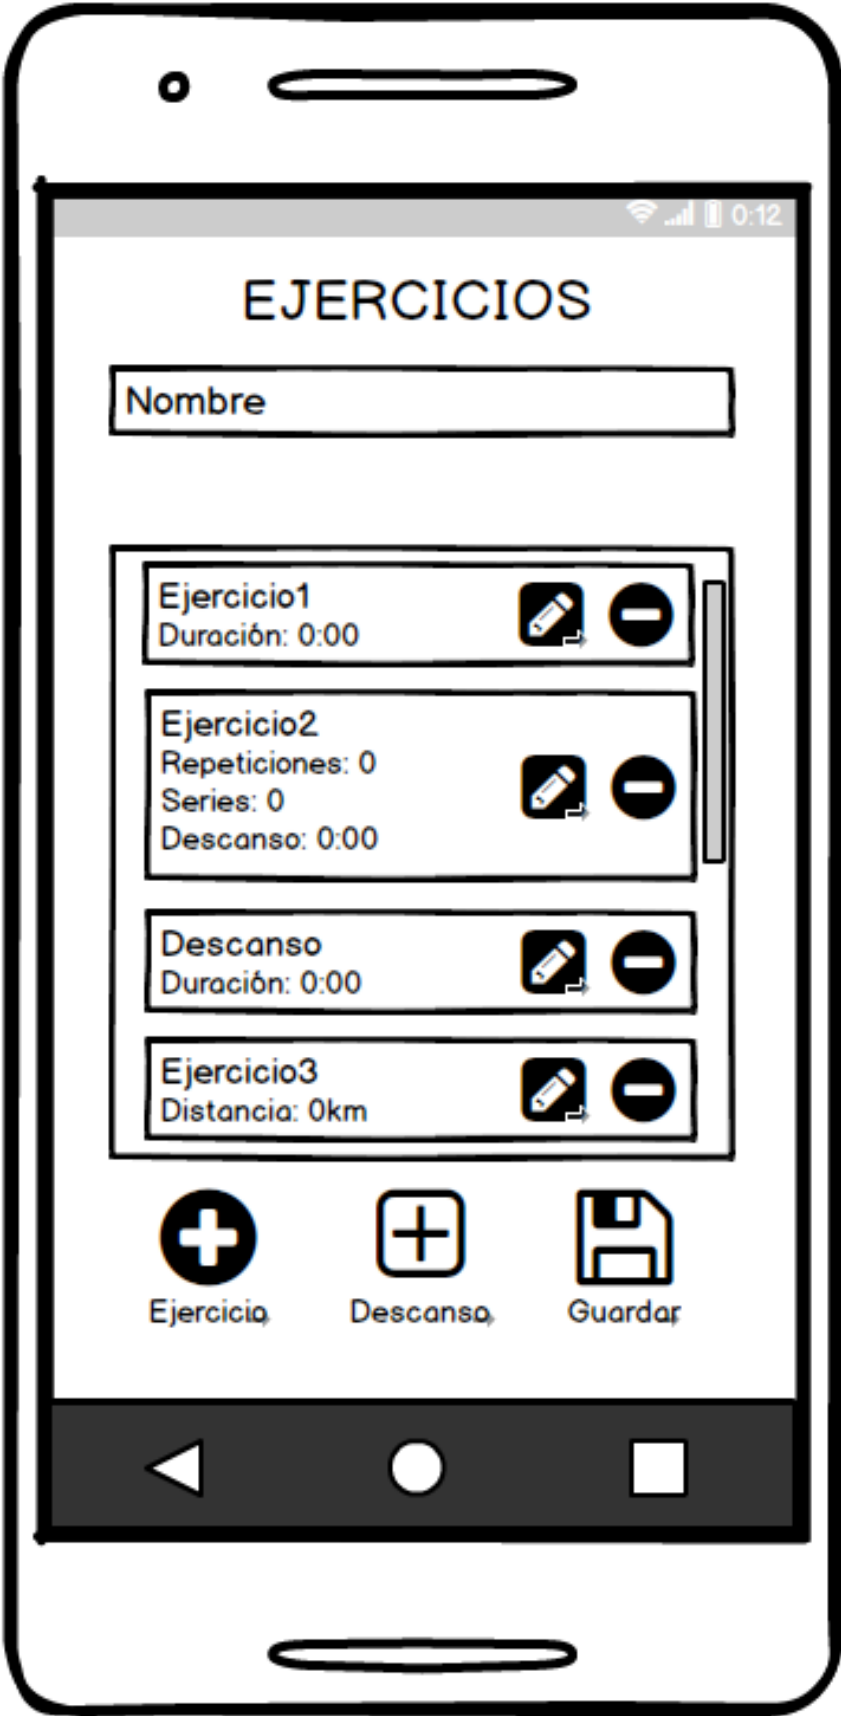 0:12
EJERCICIOS
Nombre
Ejercicio1
Duración: 0:00
Ejercicio2
Repeticiones: 0
Series: 0
Descanso: 0:00
Descanso
Duración: 0:00
Ejercicio3
Distancia: 0km
Ejercicio Descanso Guardar